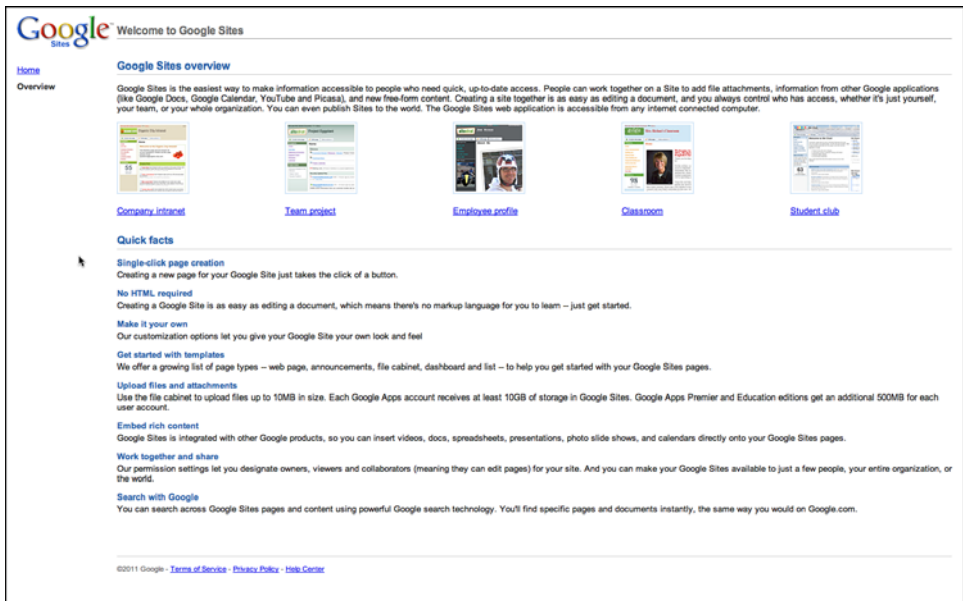 Google
Sites
Welcome to Google Sites
Home
Overview
Google Sites overview
Google Sites is the easiest way to make information accessible to people who need quick, up-to-date access. People can work together on a Site to add file attachments, information from other Google applications
(like Google Docs, Google Calendar, YouTube and Picasa), and new free-form content. Creating a site together is as easy as editing a document, and you always control who has access, whether it's just yourself,
your team, or your whole organization. You can even publish Sites to the world. The Google Sites web application is accessible from any internet connected computer.
Company intranet
Team project
Employee profile
Classroom
Student club
Quick facts
Single-click page creation
Creating a new page for your Google Site just takes the click of a button.
No HTML required
Creating a Google Site is as easy as editing a document, which means there's no markup language for you to learn -- just get started.
Make it your own
Our customization options let you give your Google Site your own look and feel
Get started with templates
We offer a growing list of page types -- web page, announcements, file cabinet, dashboard and list -- to help you get started with your Google Sites pages.
Upload files and attachments
Use the file cabinet to upload files up to 10MB in size. Each Google Apps account receives at least 10GB of storage in Google Sites. Google Apps Premier and Education editions get an additional 500MB for each
user account.
Embed rich content
Google Sites is integrated with other Google products, so you can insert videos, docs, spreadsheets, presentations, photo slide shows, and calendars directly onto your Google Sites pages.
Work together and share
Our permission settings let you designate owners, viewers and collaborators (meaning they can edit pages) for your site. And you can make your Google Sites available to just a few people, your entire organization, or
the world.
Search with Google
You can search across Google Sites pages and content using powerful Google search technology. You'll find specific pages and documents instantly, the same way you would on Google.com.
©2011 Google - Terms of Service - Privacy Policy - Help Center